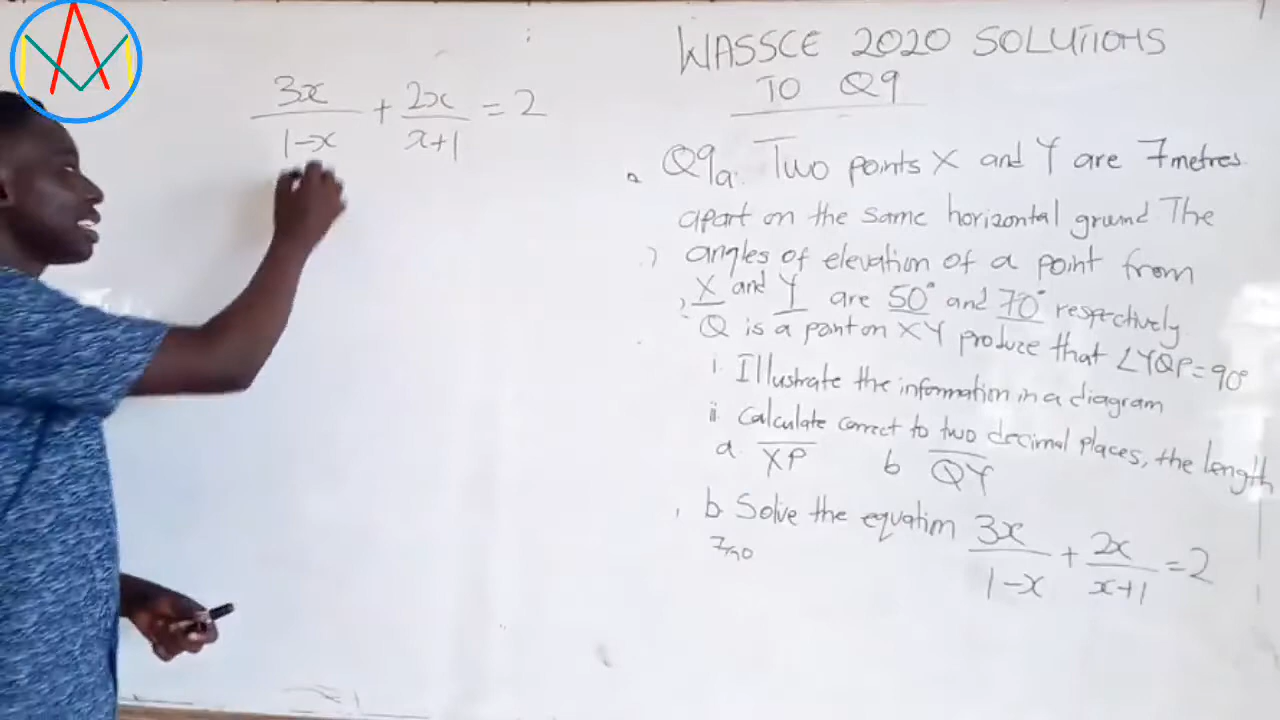 3x/(1-x) + 2x/(x+1) = 2
WASSCE 2020 SOLUTIONS
TO Q9
Q9a. Two points X and Y are 7metres
apart on the same horizontal ground The
angles of elevation of a point from
X and Y are 50° and 70° respectively.
Q is a point on XY produce that ∠YQP=90°
i. Illustrate the information in a diagram
ii. Calculate correct to two decimal places, the length
a. XP b QY
b. Solve the equation 3x/(1-x) + 2x/(x+1) = 2